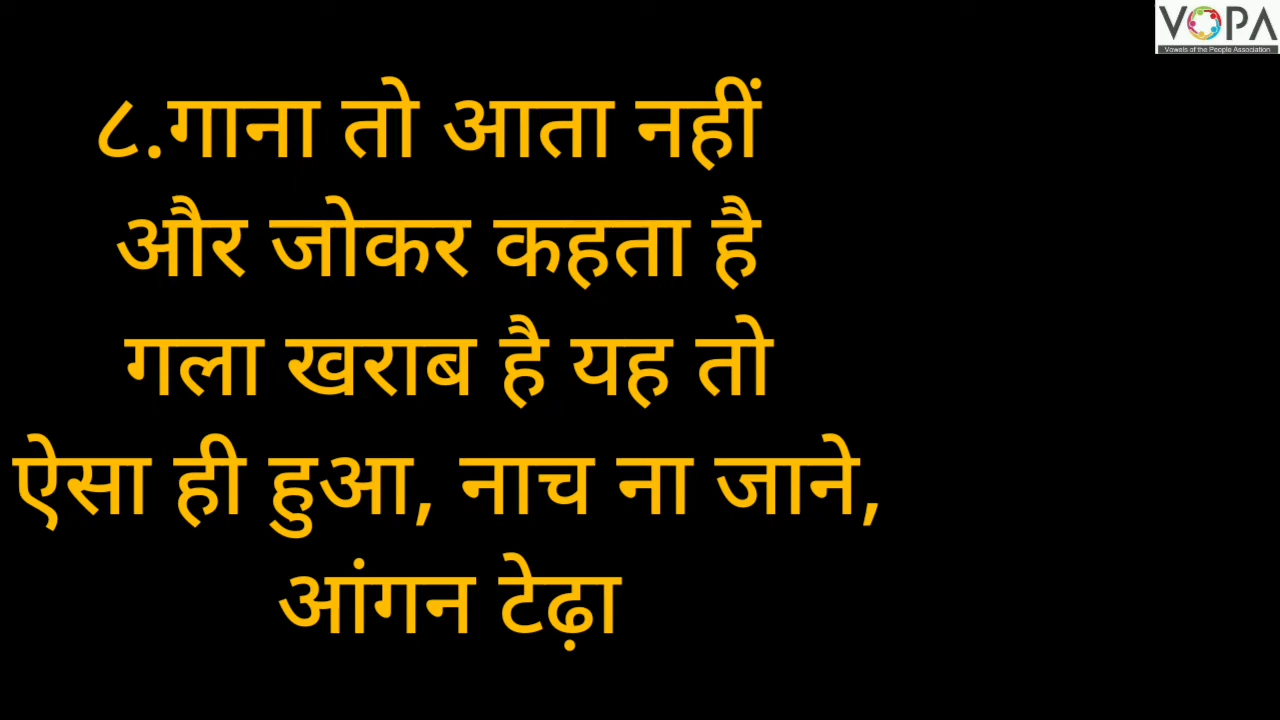 VOPA
Vowels of the People Association
८.गाना तो आता नहीं
और जोकर कहता है
गला खराब है यह तो
ऐसा ही हुआ, नाच ना जाने,
आंगन टेढ़ा